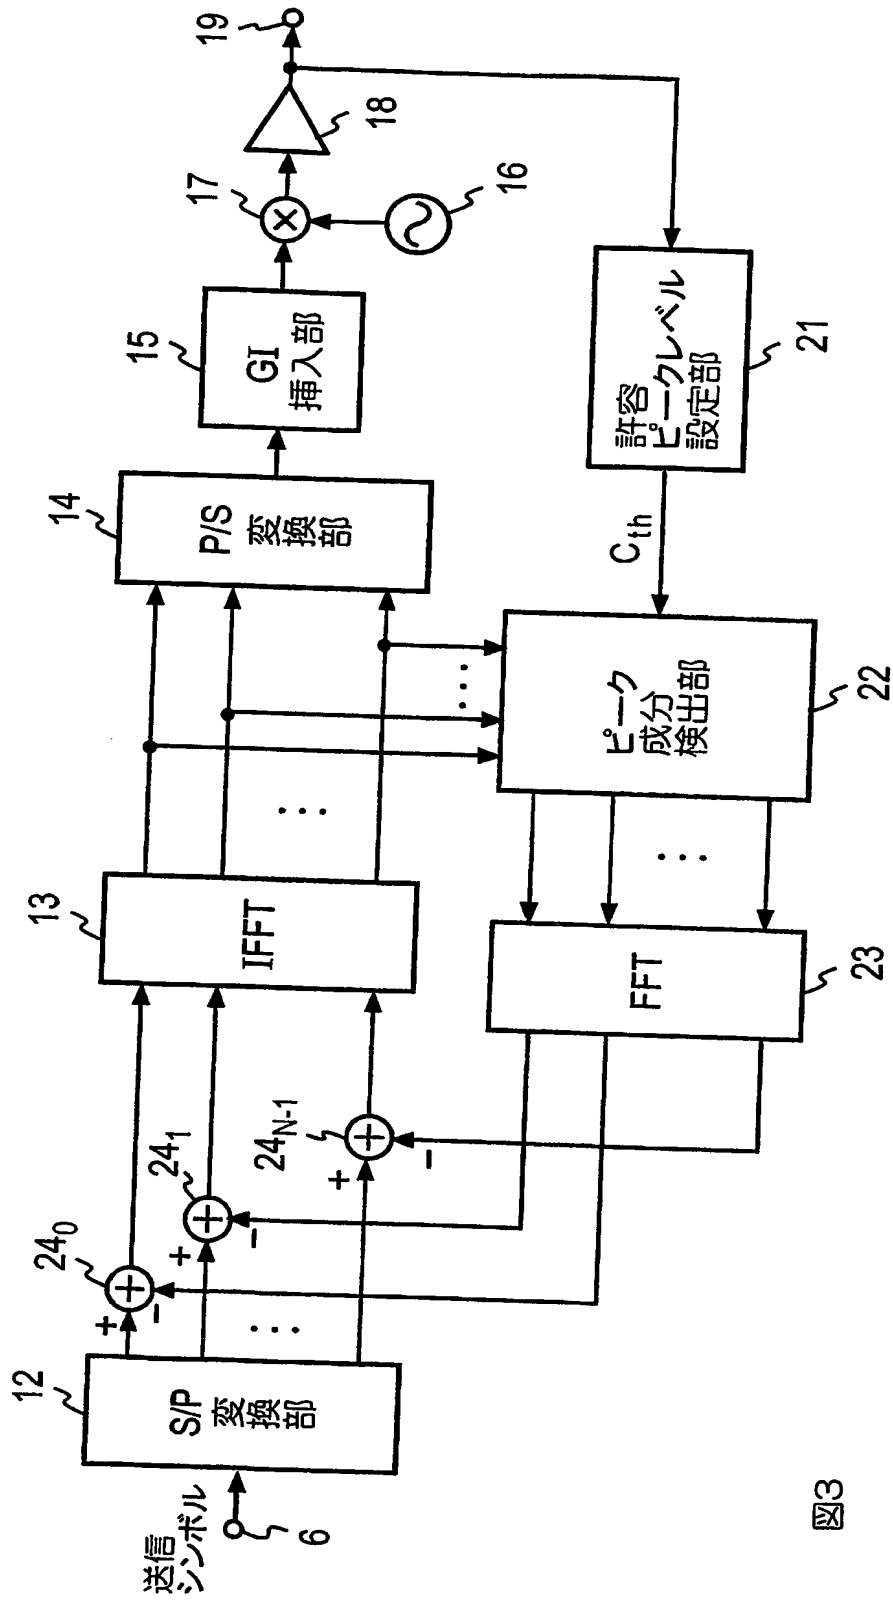 送信
シンボル
6
12
S/P
変換部
+
−
24₀
+
−
24₁
+
−
24N-1
13
IFFT
14
P/S
変換部
15
GI
挿入部
17
16
18
19
許容
ピークレベル
設定部
21
Cth
ピーク
成分
検出部
22
FFT
23
図3